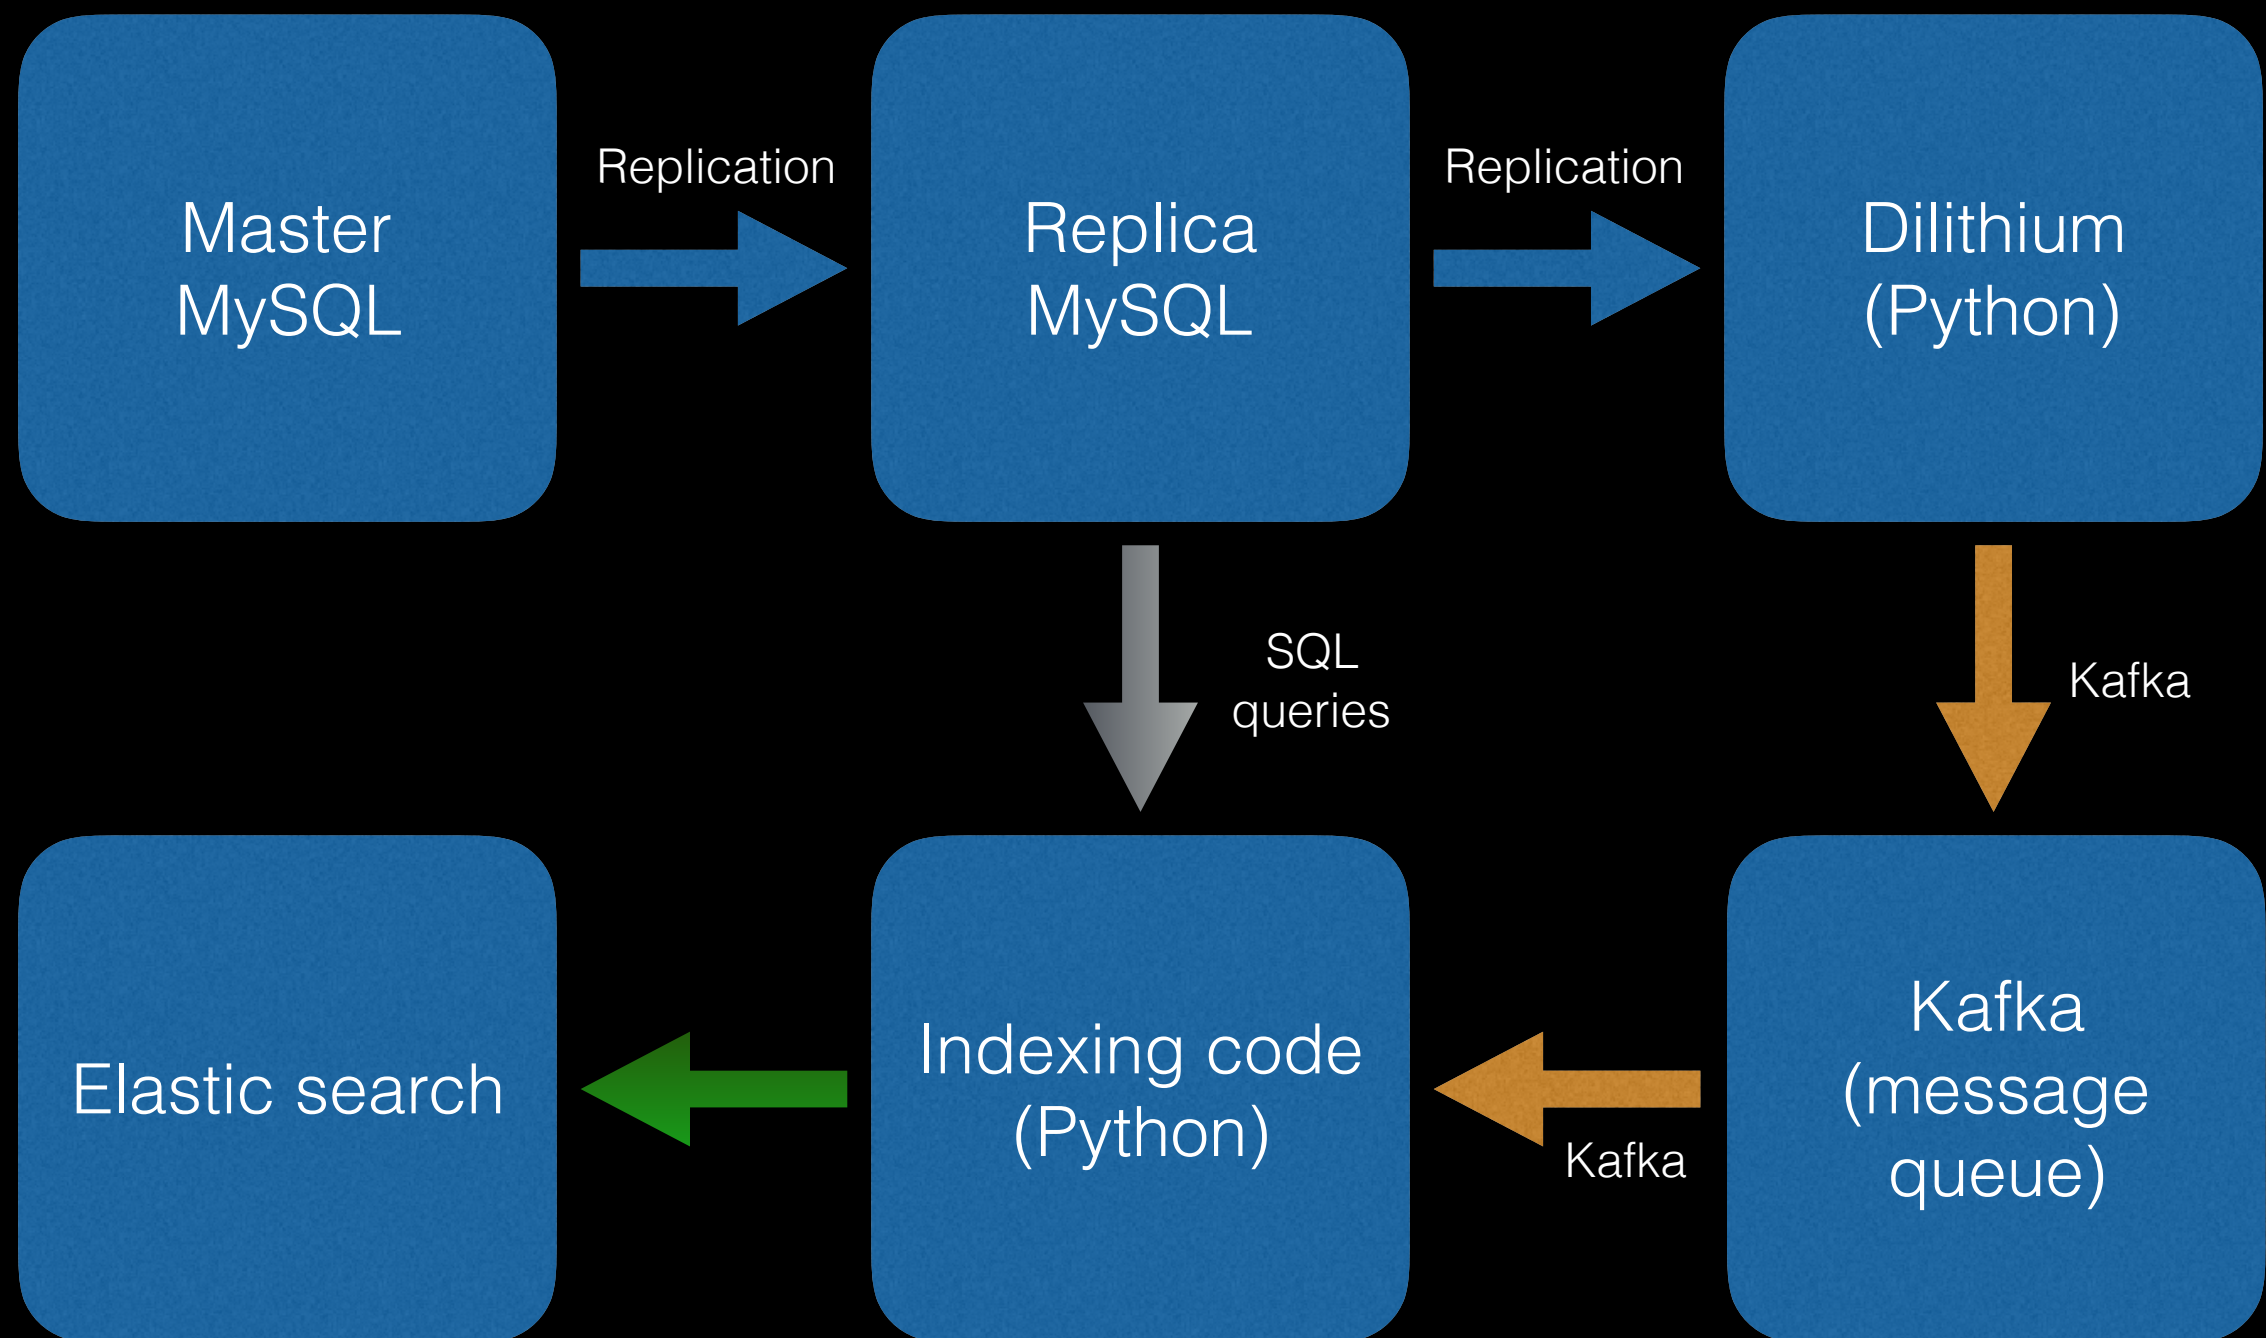 Master
MySQL
Replication
Replica
MySQL
Replication
Dilithium
(Python)
SQL
queries
Kafka
Elastic search
Indexing code
(Python)
Kafka
Kafka
(message
queue)